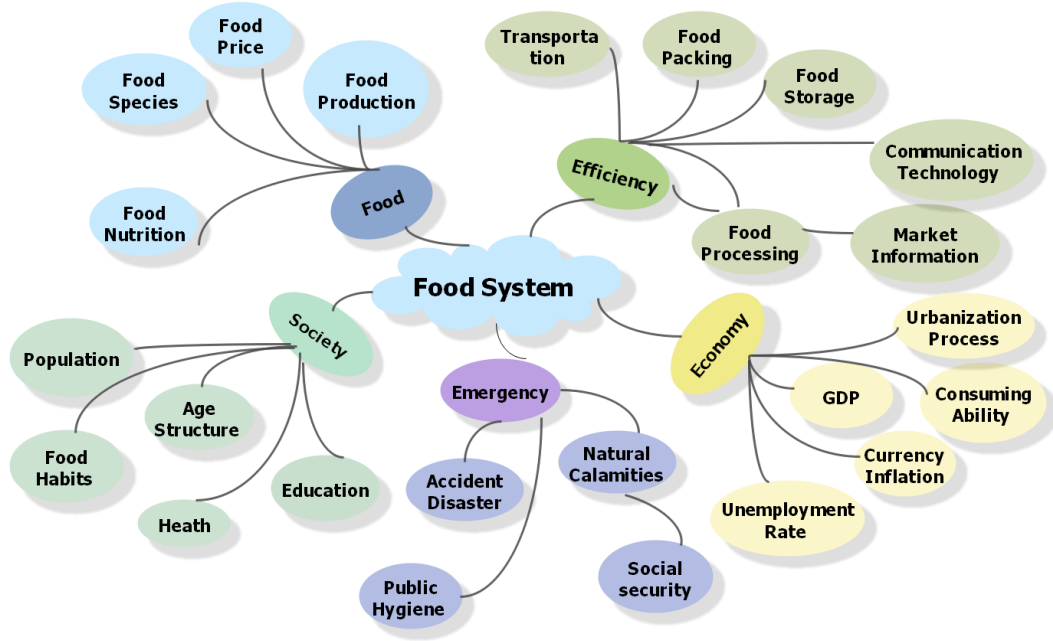 Food
Price
Food
Species
Food
Production
Food
Nutrition
Food
Transporta
tion
Food
Packing
Food
Storage
Communication
Technology
Efficiency
Food
Processing
Market
Information
Food System
Society
Population
Age
Structure
Food
Habits
Heath
Education
Emergency
Accident
Disaster
Natural
Calamities
Public
Hygiene
Social
security
Economy
Urbanization
Process
GDP
Consuming
Ability
Currency
Inflation
Unemployment
Rate